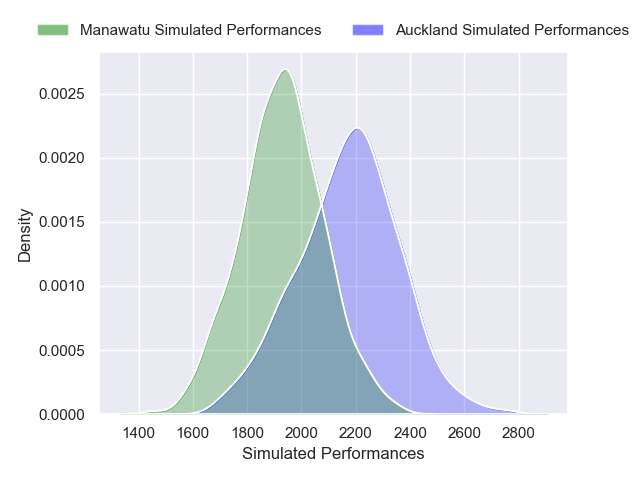 Manawatu Simulated Performances Auckland Simulated Performances
0.0025
0.0020
0.0015
0.0010
0.0005
0.0000
Density
1400 1600 1800 2000 2200 2400 2600 2800
Simulated Performances